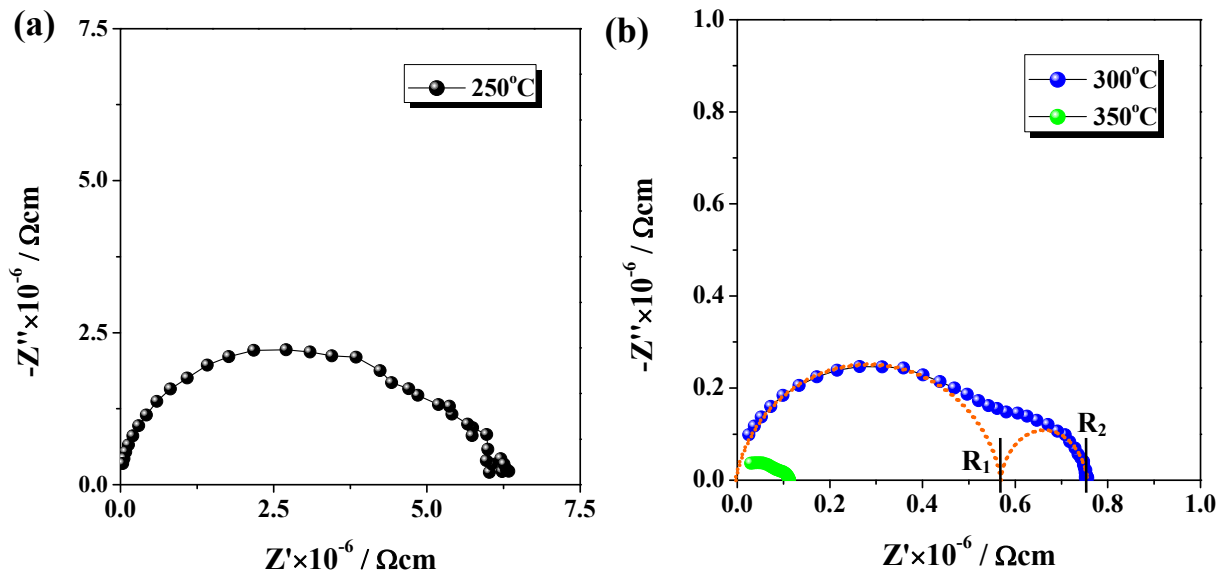 (a)
7.5
5.0
2.5
0.0
-Z''×10⁻⁶ / Ωcm
250°C
0.0 2.5 5.0 7.5
Z'×10⁻⁶ / Ωcm
(b)
1.0
0.8
0.6
0.4
0.2
0.0
-Z''×10⁻⁶ / Ωcm
300°C
350°C
R₁
R₂
0.0 0.2 0.4 0.6 0.8 1.0
Z'×10⁻⁶ / Ωcm